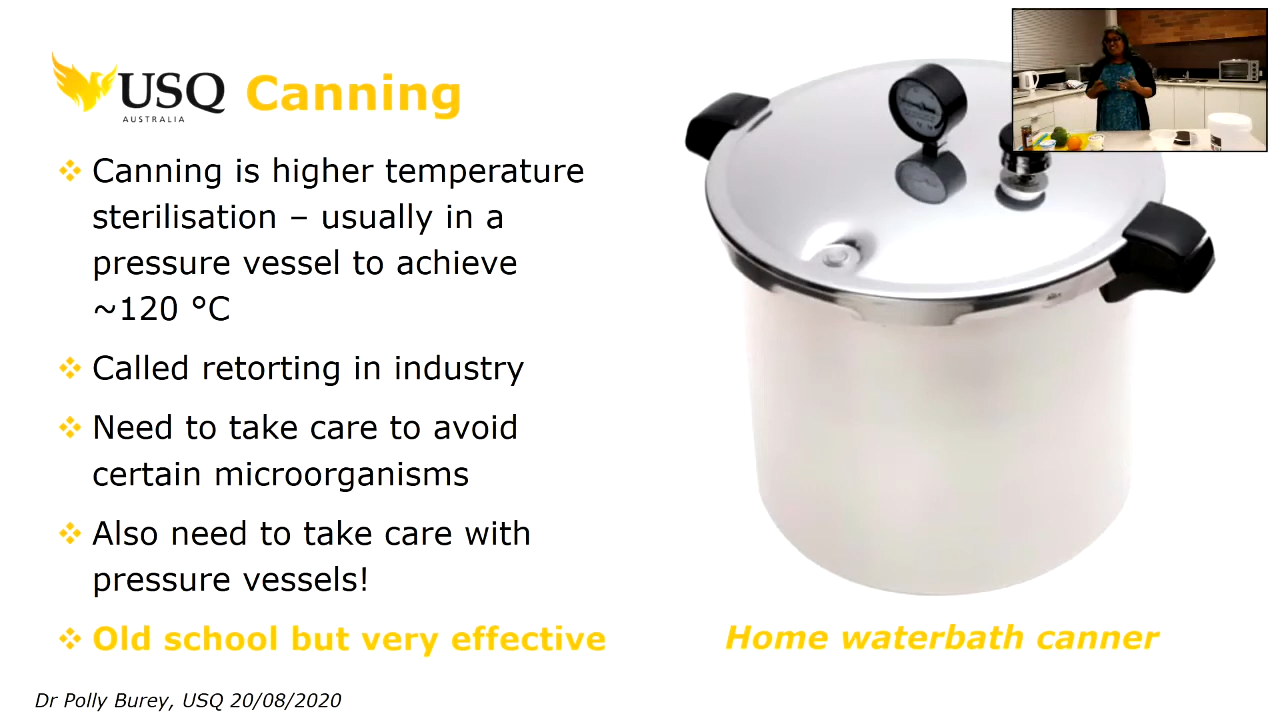 USQ
AUSTRALIA
Canning
Canning is higher temperature
sterilisation – usually in a
pressure vessel to achieve
~120 °C
Called retorting in industry
Need to take care to avoid
certain microorganisms
Also need to take care with
pressure vessels!
Old school but very effective
Home waterbath canner
Dr Polly Burey, USQ 20/08/2020